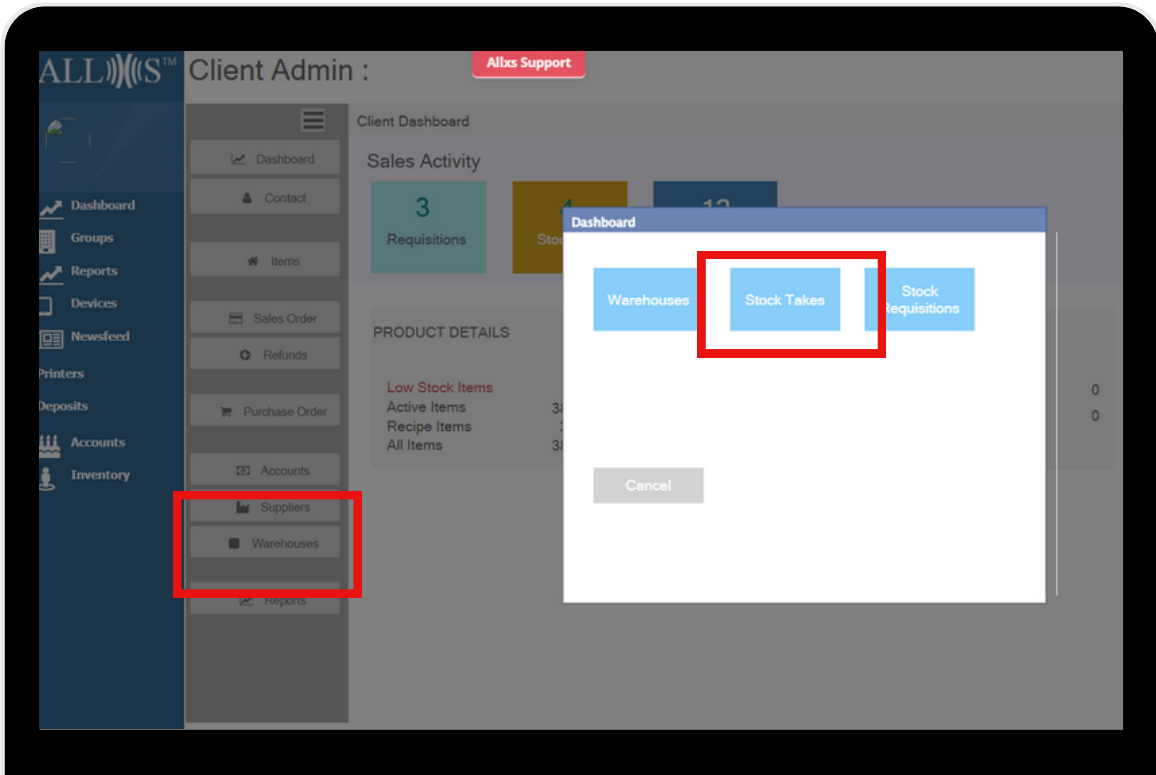 ALL)))(((S™
Client Admin :
Allxs Support
Client Dashboard
Dashboard
Contact
Items
Sales Order
Refunds
Purchase Order
Accounts
Suppliers
Warehouses
Reports
Dashboard
Groups
Reports
Devices
Newsfeed
Printers
Deposits
Accounts
Inventory
Sales Activity
3
Requisitions
4
12
PRODUCT DETAILS
Low Stock Items
0
Active Items
0
Recipe Items
All Items
Dashboard
Warehouses
Stock Takes
Stock
Requisitions
Cancel